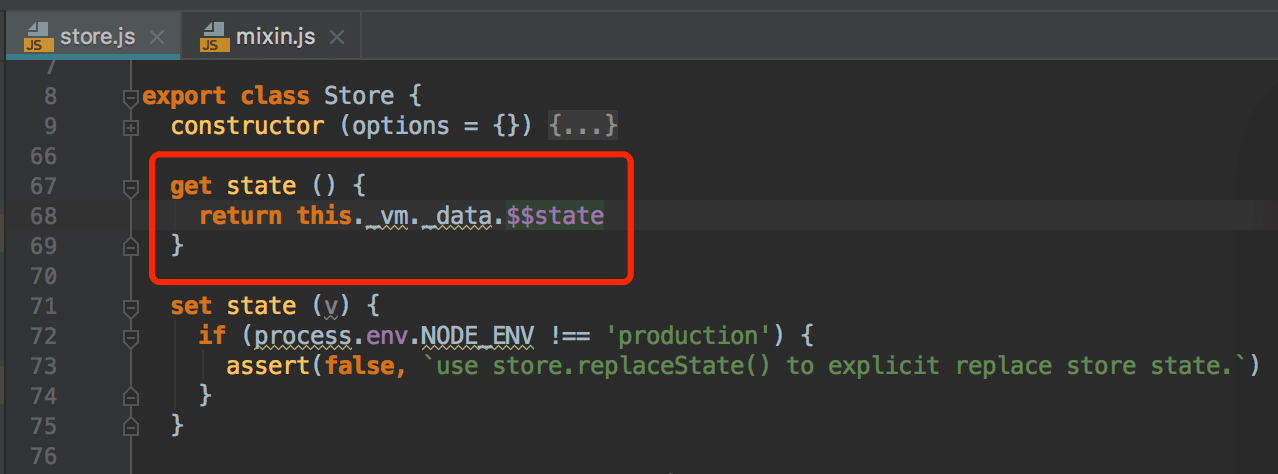 store.js × mixin.js ×
7
8 export class Store {
9 constructor (options = {}) {...}
66
67 get state () {
68 return this._vm._data.$$state
69 }
70
71 set state (v) {
72 if (process.env.NODE_ENV !== 'production') {
73 assert(false, `use store.replaceState() to explicit replace store state.`)
74 }
75 }
76